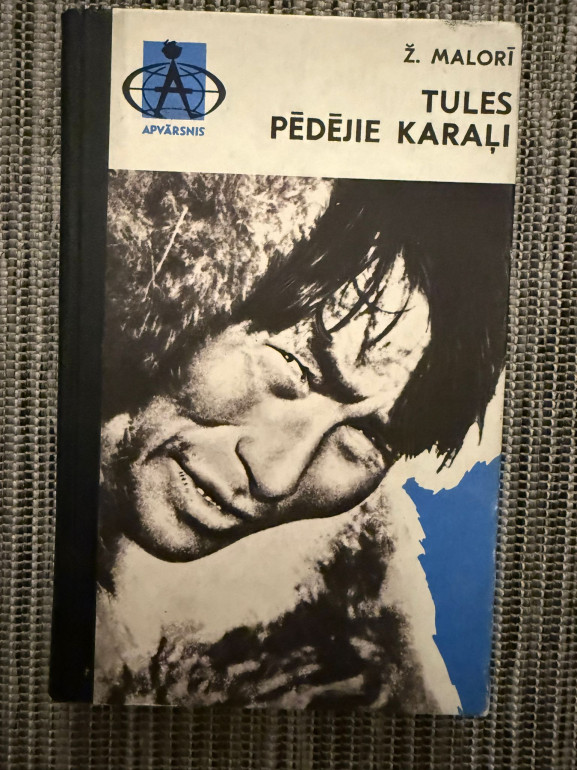 Ž. MALORĪ
TULES
PĒDĒJIE KARAĻI
APVĀRSNIS